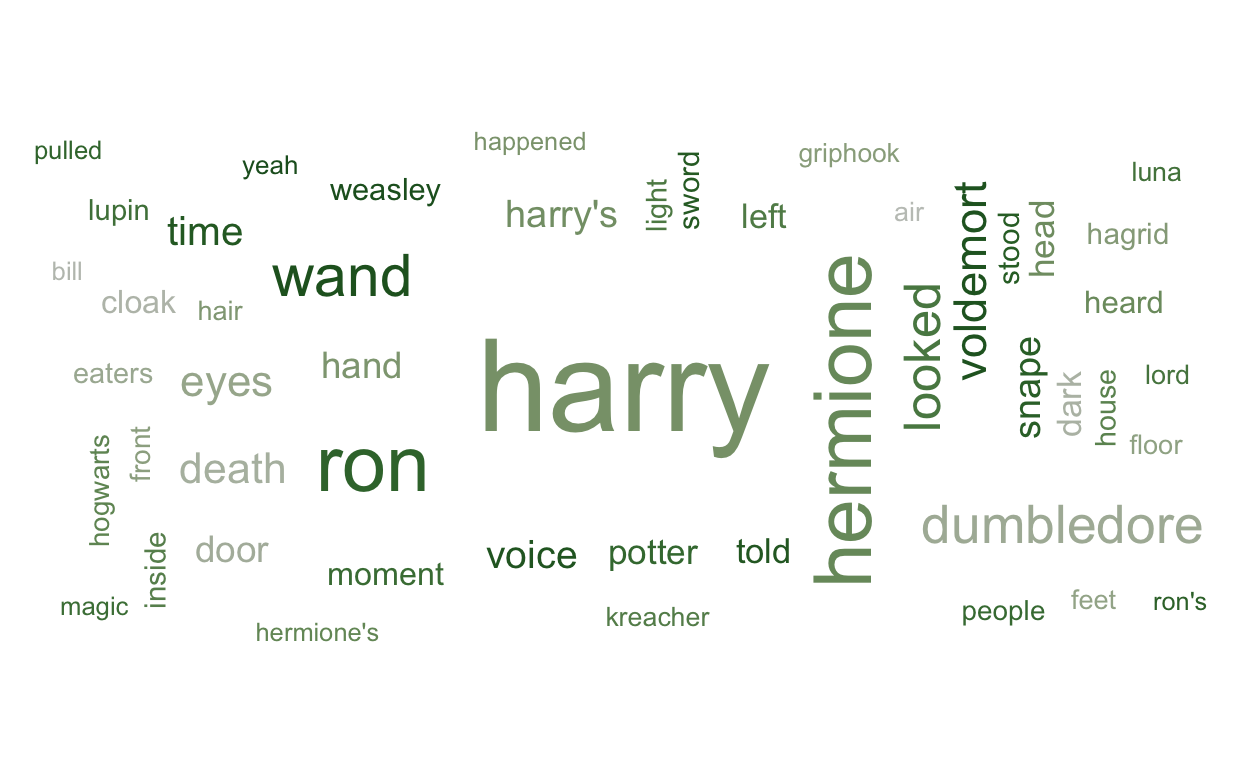 happened
pulled
yeah
griphook
luna
weasley
light
sword
lupin
time
harry's
left
air
voldemort
stood
head
hagrid
bill
cloak
hair
wand
heard
hermione
looked
eaters
eyes
hand
harry
snape
dark
house
lord
floor
hogwarts
front
death
ron
dumbledore
inside
door
moment
voice
potter
told
magic
hermione's
kreacher
people
feet
ron's